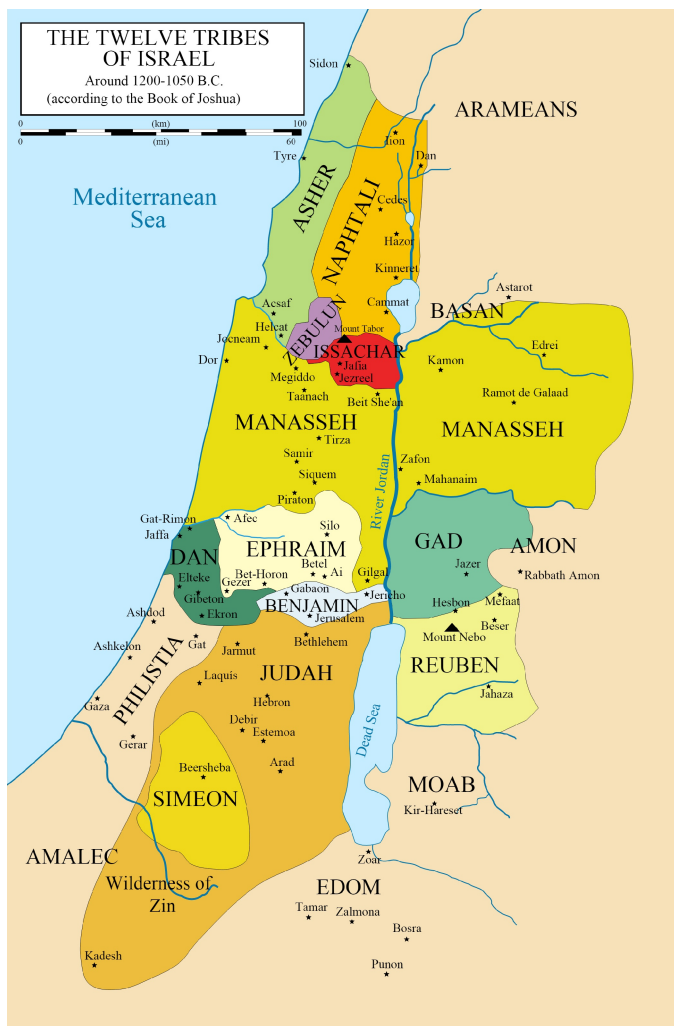 THE TWELVE TRIBES
OF ISRAEL
Around 1200-1050 B.C.
(according to the Book of Joshua)
0 (km) 100
0 (mi) 60
Sidon
ARAMEANS
Iion
Tyre
Dan
Mediterranean
Sea
ASHER
NAPHTALI
Cedes
Hazor
Kinneret
Astarot
Acsaf
Cammat
BASAN
Helcat
ZEBULUN
Mount Tabor
Jocneam
ISSACHAR
Edrei
Dor
Jafia
Kamon
Megiddo
Jezreel
Taanach
Beit She'an
Ramot de Galaad
MANASSEH
MANASSEH
Tirza
Samir
Zafon
Siquem
Mahanaim
Piraton
River Jordan
Gat-Rimon
Afec
Jaffa
Silo
GAD
AMON
DAN
EPHRAIM
Betel
Jazer
Elteke
Bet-Horon
Ai
Gilgal
Rabbath Amon
Gezer
Gabaon
Jericho
Gibeton
BENJAMIN
Mefaat
Ashdod
Ekron
Jerusalem
Hesbon
Beser
Gat
Bethlehem
Mount Nebo
Ashkelon
Jarmut
PHILISTIA
JUDAH
REUBEN
Laquís
Jahaza
Gaza
Hebron
Debir
Dead Sea
Estemoa
Gerar
Beersheba
Arad
MOAB
SIMEON
Kir-Hareset
AMALEC
Zoar
Wilderness of
Zin
EDOM
Tamar
Zalmona
Bosra
Kadesh
Punon